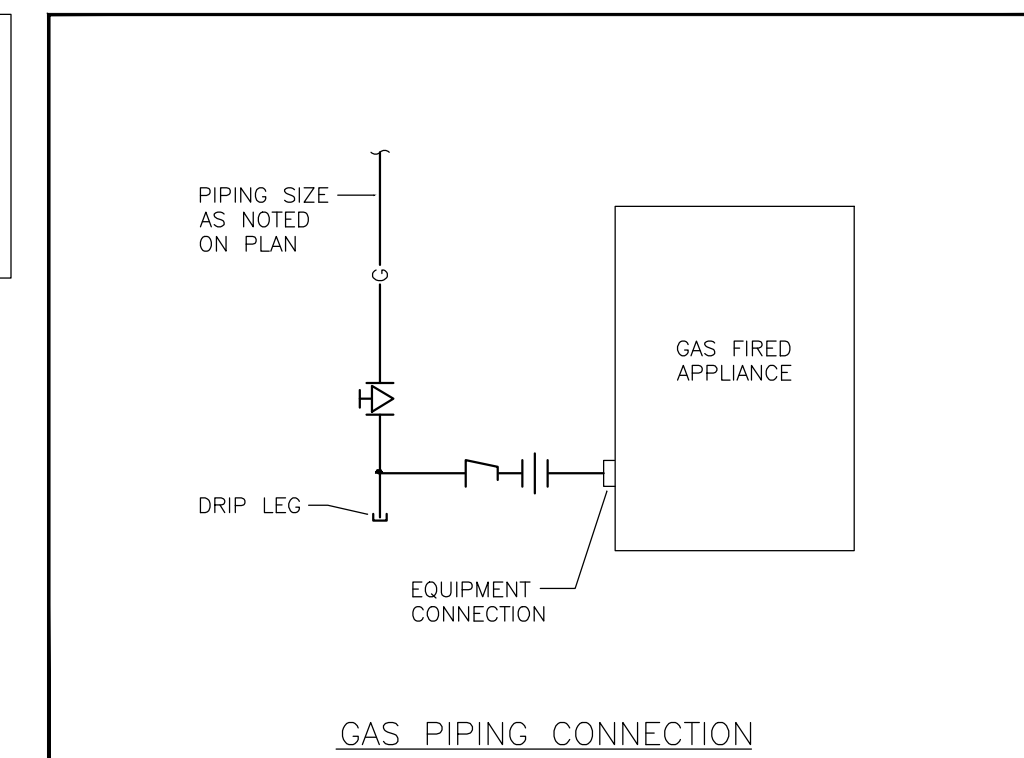 PIPING SIZE
AS NOTED
ON PLAN
G
GAS FIRED
APPLIANCE
DRIP LEG
EQUIPMENT
CONNECTION
GAS PIPING CONNECTION